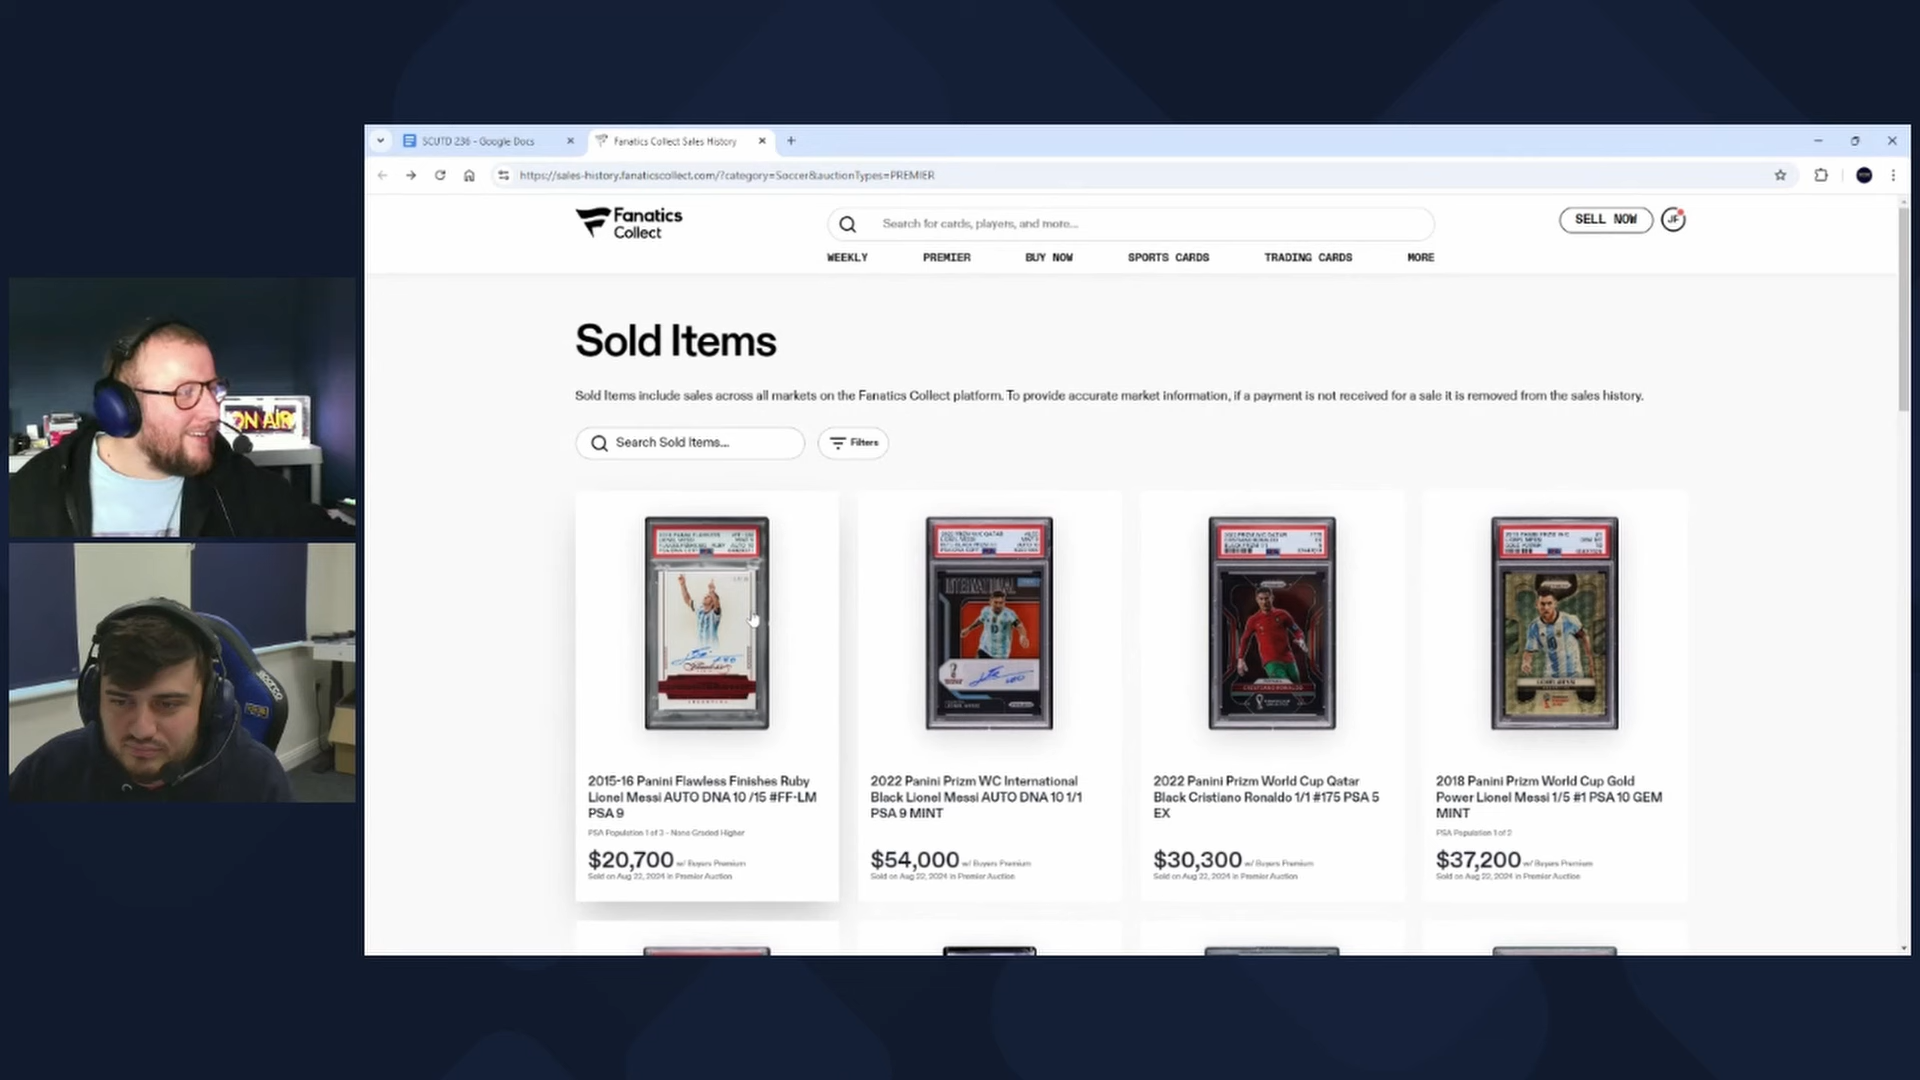 SCUTD 236 - Google Docs
Fanatics Collect Sales History
https://sales-history.fanaticscollect.com/?category=Soccer&auctionTypes=PREMIER
Fanatics
Collect
Search for cards, players, and more...
SELL NOW
JF
WEEKLY
PREMIER
BUY NOW
SPORTS CARDS
TRADING CARDS
MORE
Sold Items
Sold Items include sales across all markets on the Fanatics Collect platform. To provide accurate market information, if a payment is not received for a sale it is removed from the sales history.
Search Sold Items...
Filters
ON AIR
2015-16 Panini Flawless Finishes Ruby
Lionel Messi AUTO DNA 10 /15 #FF-LM
PSA 9
PSA Population 1 of 3 - None Graded Higher
$20,700 w/ Buyers Premium
Sold on Aug 22, 2024 in Premier Auction
2022 Panini Prizm WC International
Black Lionel Messi AUTO DNA 10 1/1
PSA 9 MINT
$54,000 w/ Buyers Premium
Sold on Aug 22, 2024 in Premier Auction
2022 Panini Prizm World Cup Qatar
Black Cristiano Ronaldo 1/1 #175 PSA 5
EX
$30,300 w/ Buyers Premium
Sold on Aug 22, 2024 in Premier Auction
2018 Panini Prizm World Cup Gold
Power Lionel Messi 1/5 #1 PSA 10 GEM
MINT
PSA Population 1 of 2
$37,200 w/ Buyers Premium
Sold on Aug 22, 2024 in Premier Auction